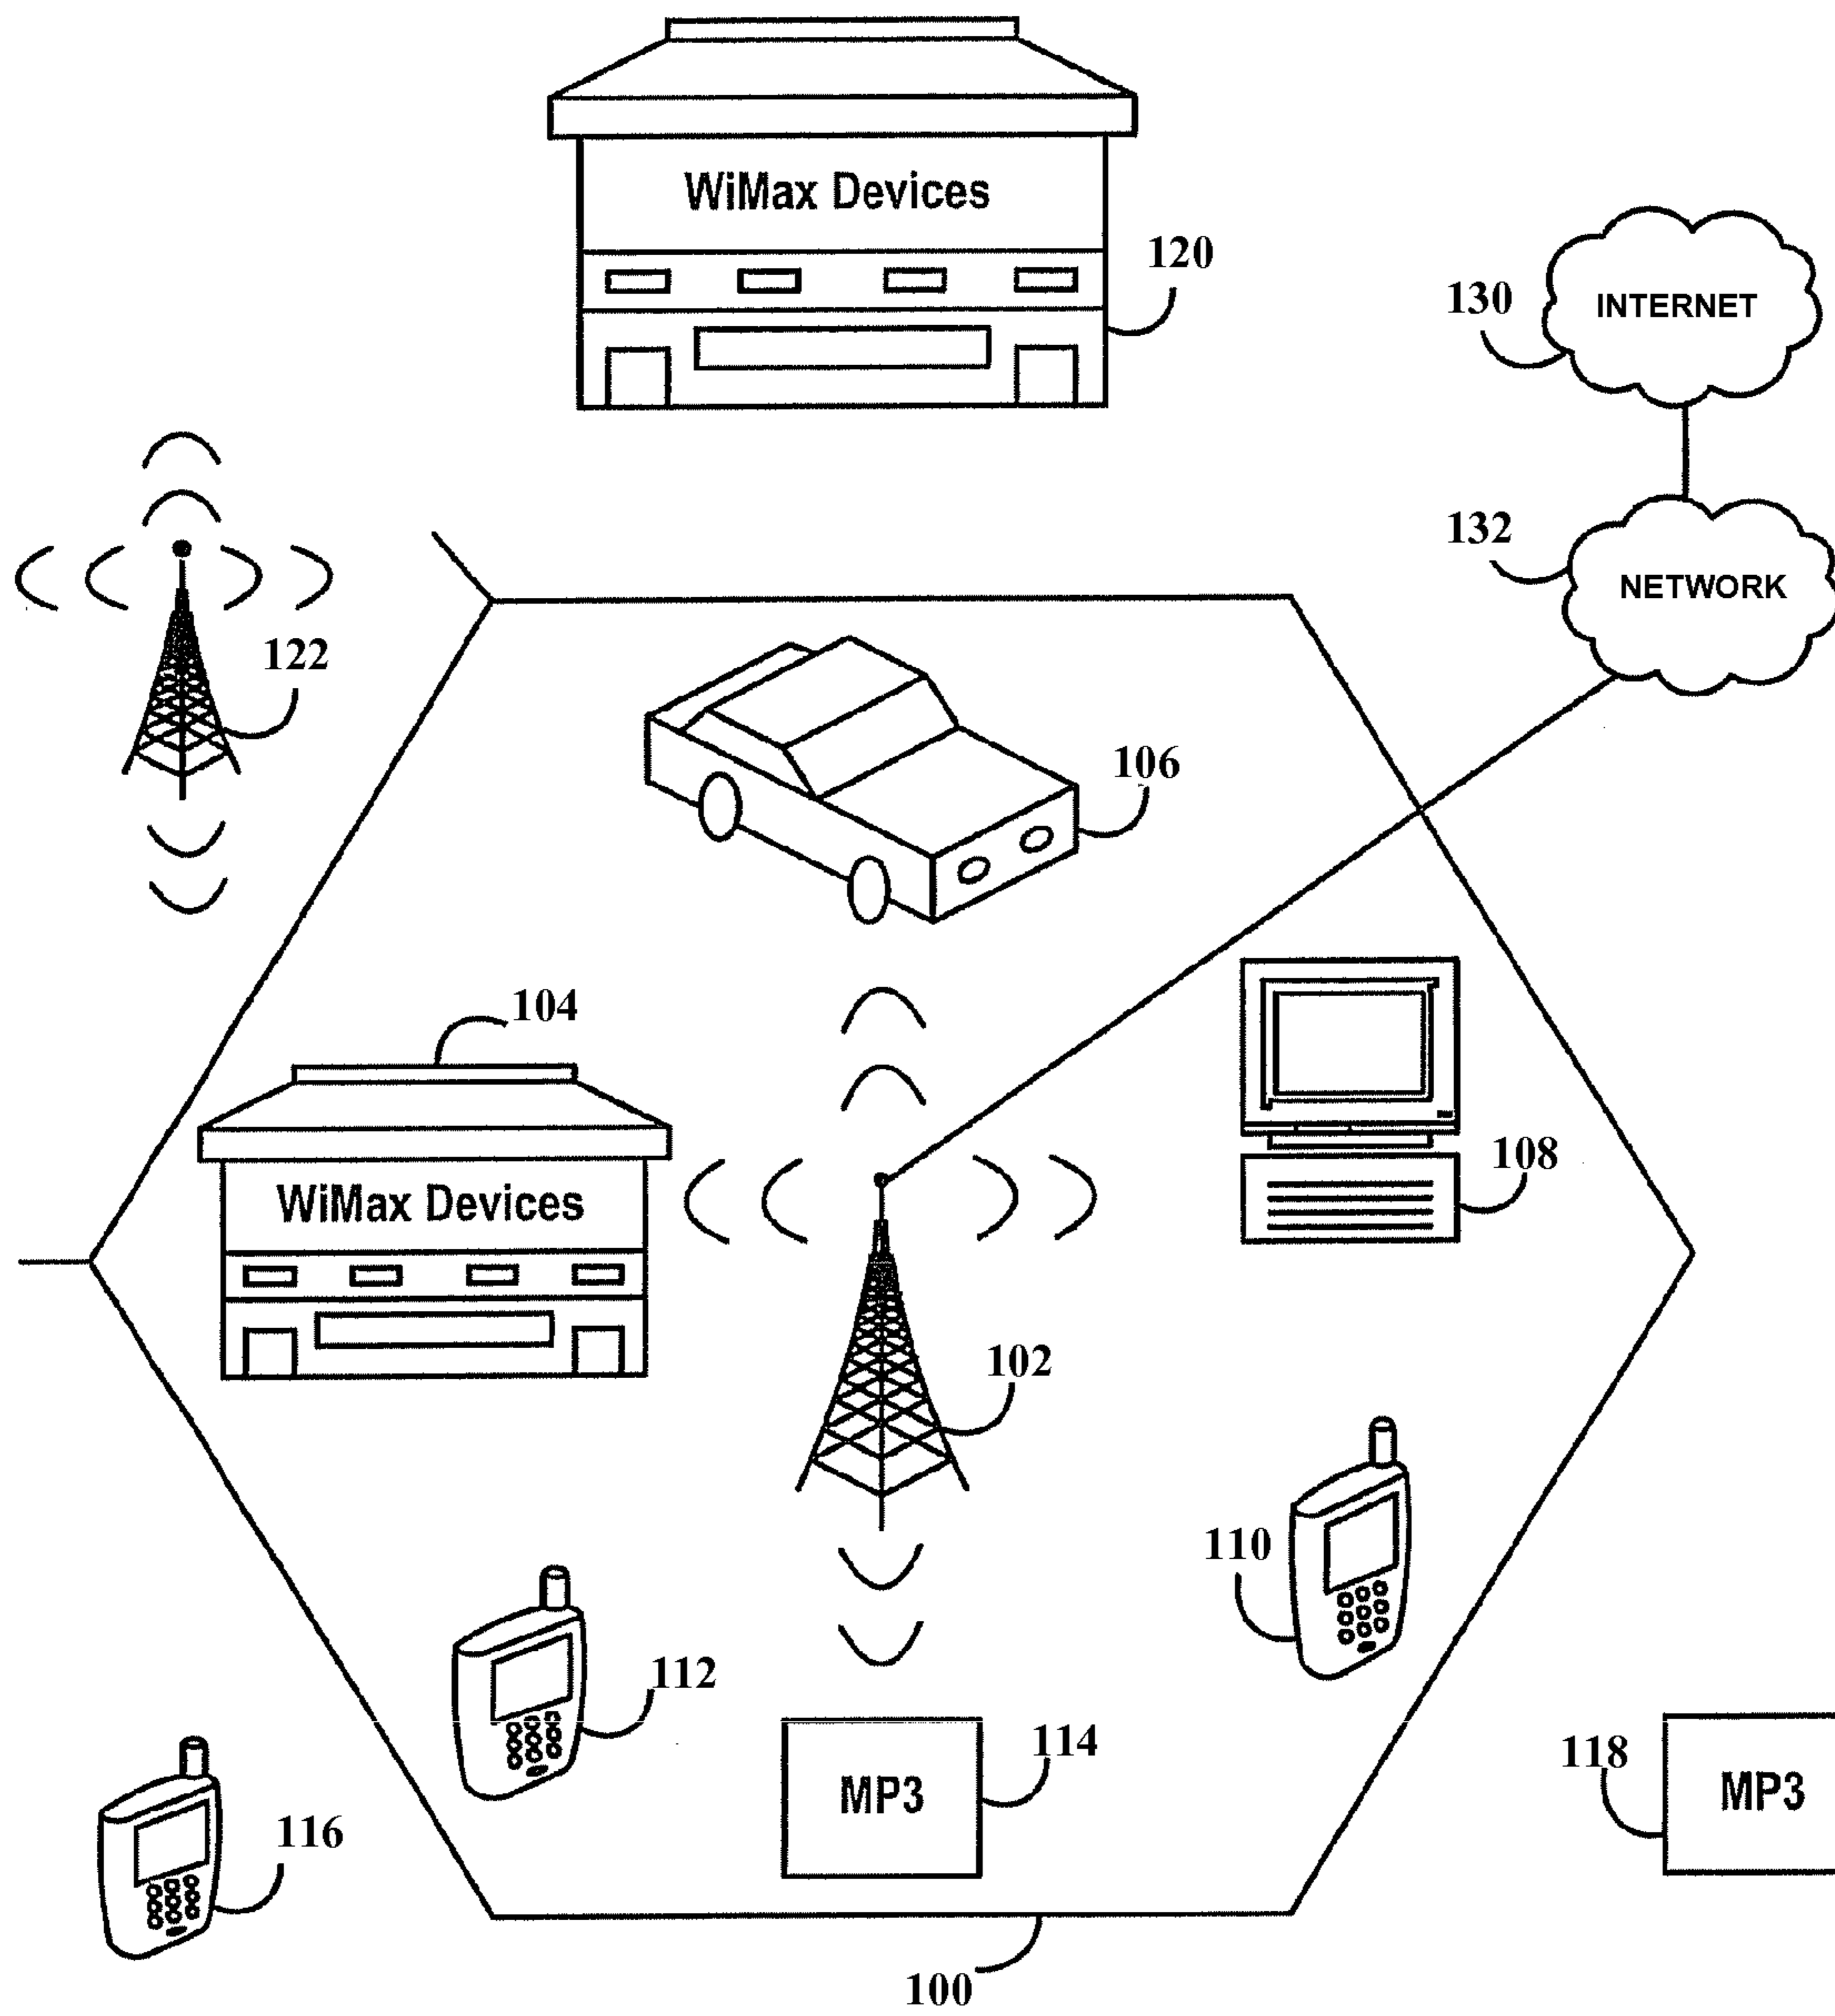 WiMax Devices
120
130
INTERNET
132
NETWORK
122
106
104
108
WiMax Devices
102
110
112
114
118
MP3
MP3
116
100